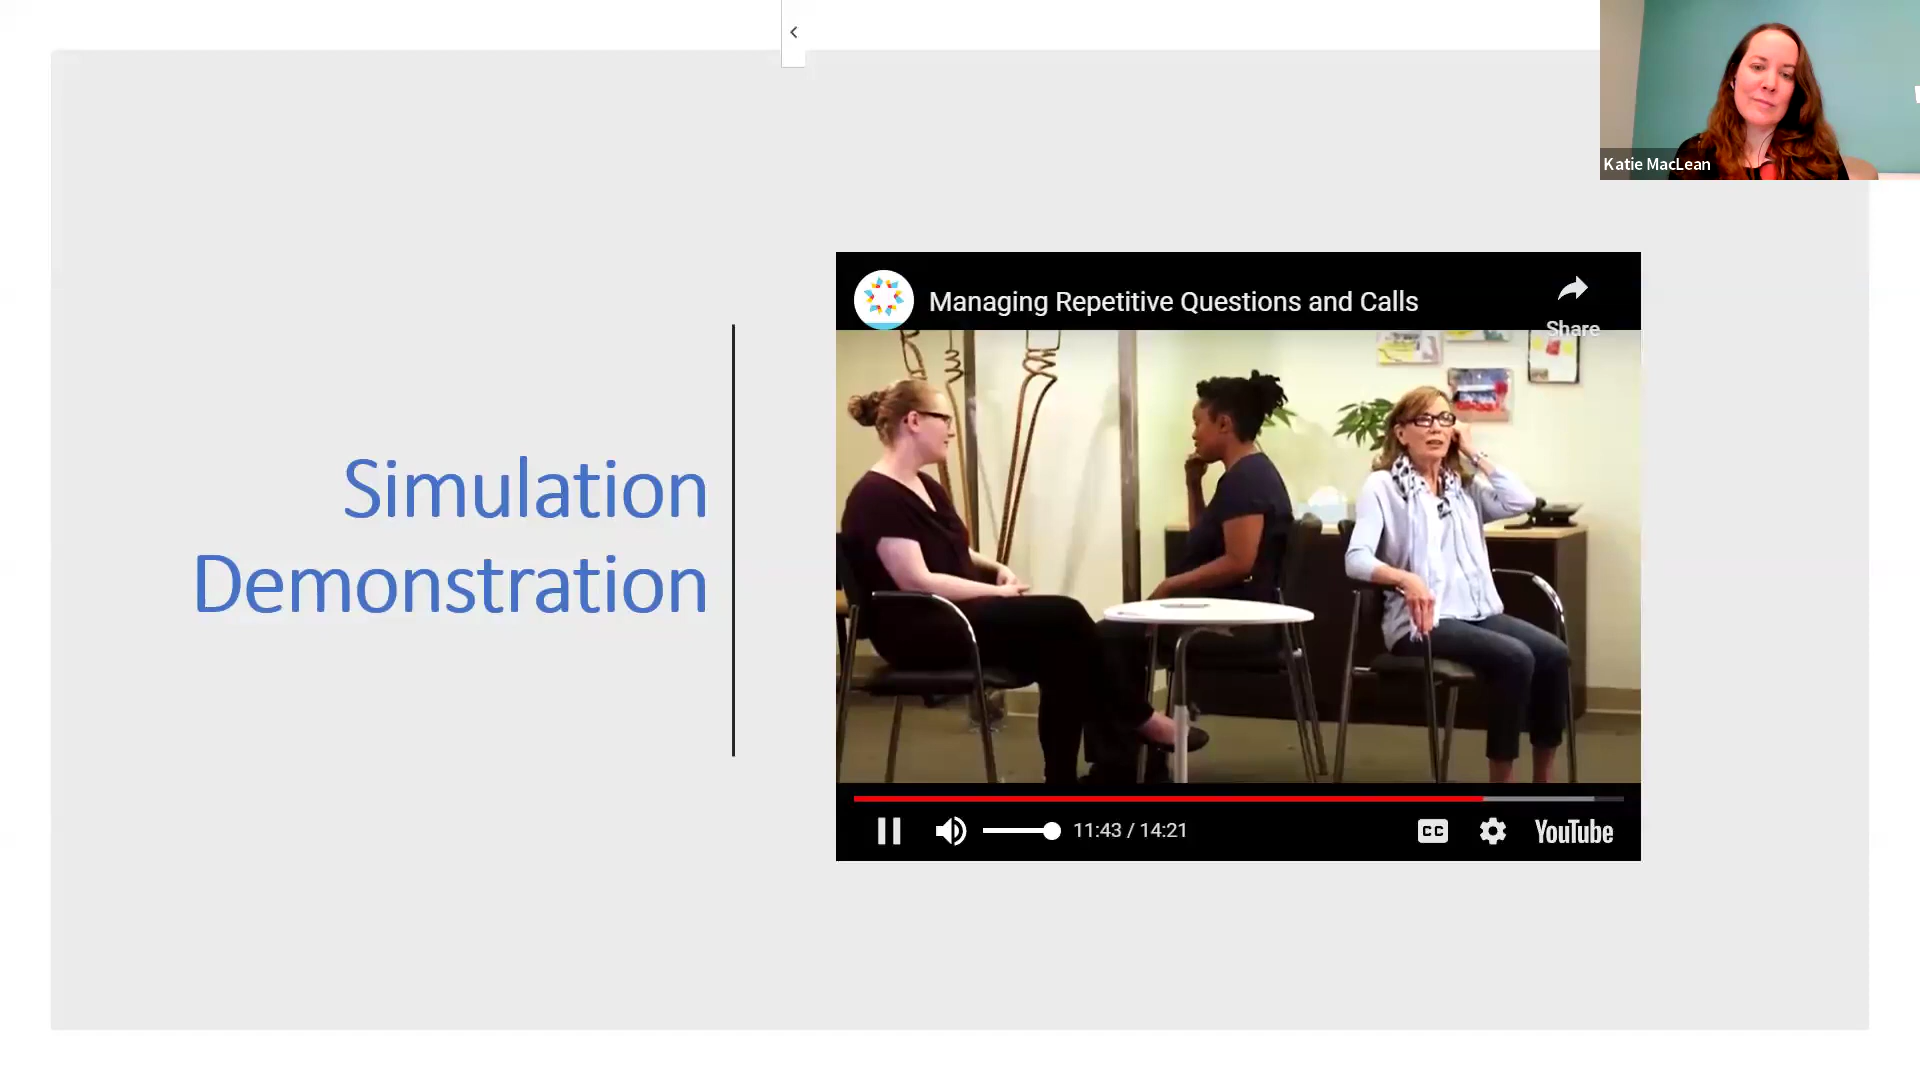 Katie MacLean
Managing Repetitive Questions and Calls
Share
Simulation
Demonstration
11:43 / 14:21
CC
YouTube